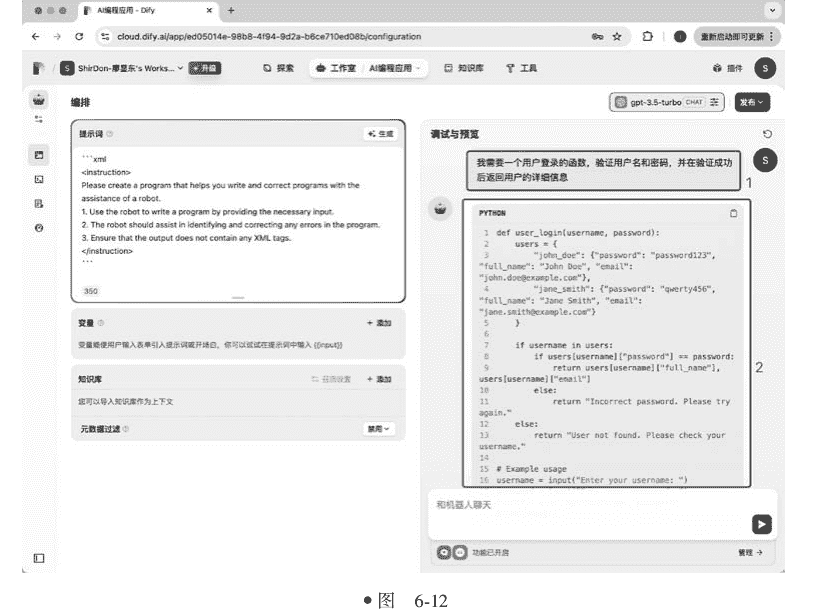 AI编程应用 - Dify
cloud.dify.ai/app/ed05014e-98b8-4f94-9d2a-b6ce710ed08b/configuration
重新启动即可更新
S ShirDon-廖显东's Works... 升级
探索
工作室 / AI编程应用
知识库
工具
插件
S
编排
gpt-3.5-turbo CHAT
发布
提示词
生成
```xml
<instruction>
Please create a program that helps you write and correct programs with the
assistance of a robot.
1. Use the robot to write a program by providing the necessary input.
2. The robot should assist in identifying and correcting any errors in the program.
3. Ensure that the output does not contain any XML tags.
</instruction>
```
350
变量
+ 添加
变量能使用户输入表单引入提示词或开场白，你可以试试在提示词中输入 {{input}}
知识库
召回设置
+ 添加
您可以导入知识库作为上下文
元数据过滤
禁用
调试与预览
我需要一个用户登录的函数，验证用户名和密码，并在验证成功
后返回用户的详细信息
S
1
PYTHON
1 def user_login(username, password):
2 users = {
3 "john_doe": {"password": "password123",
"full_name": "John Doe", "email":
"john.doe@example.com"},
4 "jane_smith": {"password": "qwerty456",
"full_name": "Jane Smith", "email":
"jane.smith@example.com"}
5 }
6
7 if username in users:
8 if users[username]["password"] == password:
9 return users[username]["full_name"],
users[username]["email"]
10 else:
11 return "Incorrect password. Please try
again."
12 else:
13 return "User not found. Please check your
username."
14
15 # Example usage
16 username = input("Enter your username: ")
2
和机器人聊天
功能已开启
管理 →
● 图 6-12